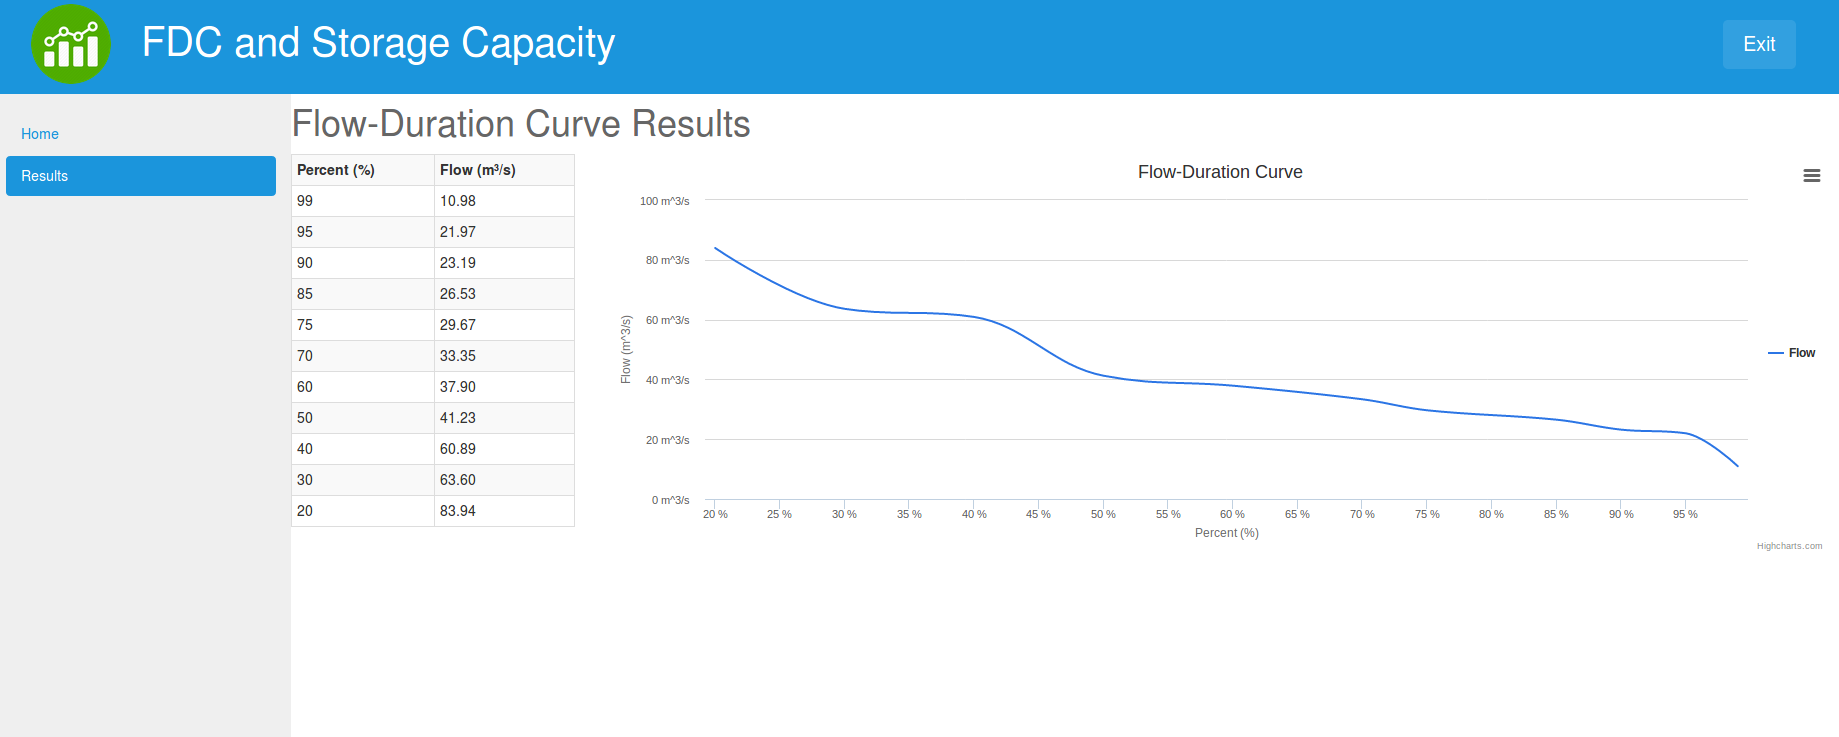 FDC and Storage Capacity
Exit
Home
Results
Flow-Duration Curve Results
Percent (%) Flow (m³/s)
99 10.98
95 21.97
90 23.19
85 26.53
75 29.67
70 33.35
60 37.90
50 41.23
40 60.89
30 63.60
20 83.94
Flow-Duration Curve
100 m^3/s
80 m^3/s
60 m^3/s
40 m^3/s
20 m^3/s
0 m^3/s
Flow (m^3/s)
20 % 25 % 30 % 35 % 40 % 45 % 50 % 55 % 60 % 65 % 70 % 75 % 80 % 85 % 90 % 95 %
Percent (%)
Flow
Highcharts.com